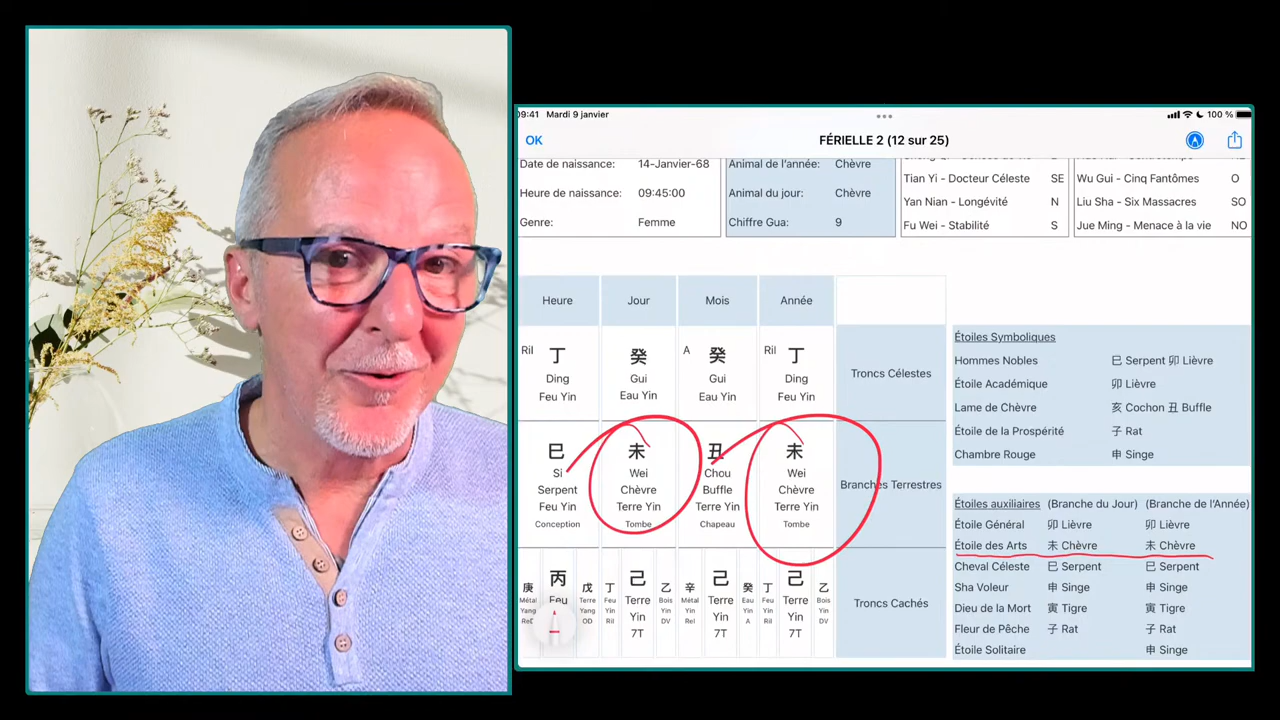 09:41 Mardi 9 janvier
100 %
OK
FÉRIELLE 2 (12 sur 25)
Date de naissance: 14-Janvier-68
Heure de naissance: 09:45:00
Genre: Femme
Animal de l'année: Chèvre
Animal du jour: Chèvre
Chiffre Gua: 9
Tian Yi - Docteur Céleste SE
Yan Nian - Longévité N
Fu Wei - Stabilité S
Wu Gui - Cinq Fantômes O
Liu Sha - Six Massacres SO
Jue Ming - Menace à la vie NO
Heure Jour Mois Année
Ril 丁 癸 A 癸 Ril 丁
Ding Gui Gui Ding
Feu Yin Eau Yin Eau Yin Feu Yin
Troncs Célestes
巳 未 丑 未
Si Wei Chou Wei
Serpent Chèvre Buffle Chèvre
Feu Yin Terre Yin Terre Yin Terre Yin
Conception Tombe Chapeau Tombe
Branches Terrestres
庚 丙 戊 丁 己 乙 辛 己 癸 丁 己 乙
Métal Feu Terre Feu Terre Bois Métal Terre Eau Feu Terre Bois
Yang Yang Yin Yin Yin Yin Yin Yin Yin Yin Yin
OD Ril 7T DV Rel 7T A Ril 7T DV
Troncs Cachés
Étoiles Symboliques
Hommes Nobles 巳 Serpent 卯 Lièvre
Étoile Académique 卯 Lièvre
Lame de Chèvre 亥 Cochon 丑 Buffle
Étoile de la Prospérité 子 Rat
Chambre Rouge 申 Singe
Étoiles auxiliaires (Branche du Jour) (Branche de l'Année)
Étoile Général 卯 Lièvre 卯 Lièvre
Étoile des Arts 未 Chèvre 未 Chèvre
Cheval Céleste 巳 Serpent 巳 Serpent
Sha Voleur 申 Singe 申 Singe
Dieu de la Mort 寅 Tigre 寅 Tigre
Fleur de Pêche 子 Rat 子 Rat
Étoile Solitaire 申 Singe